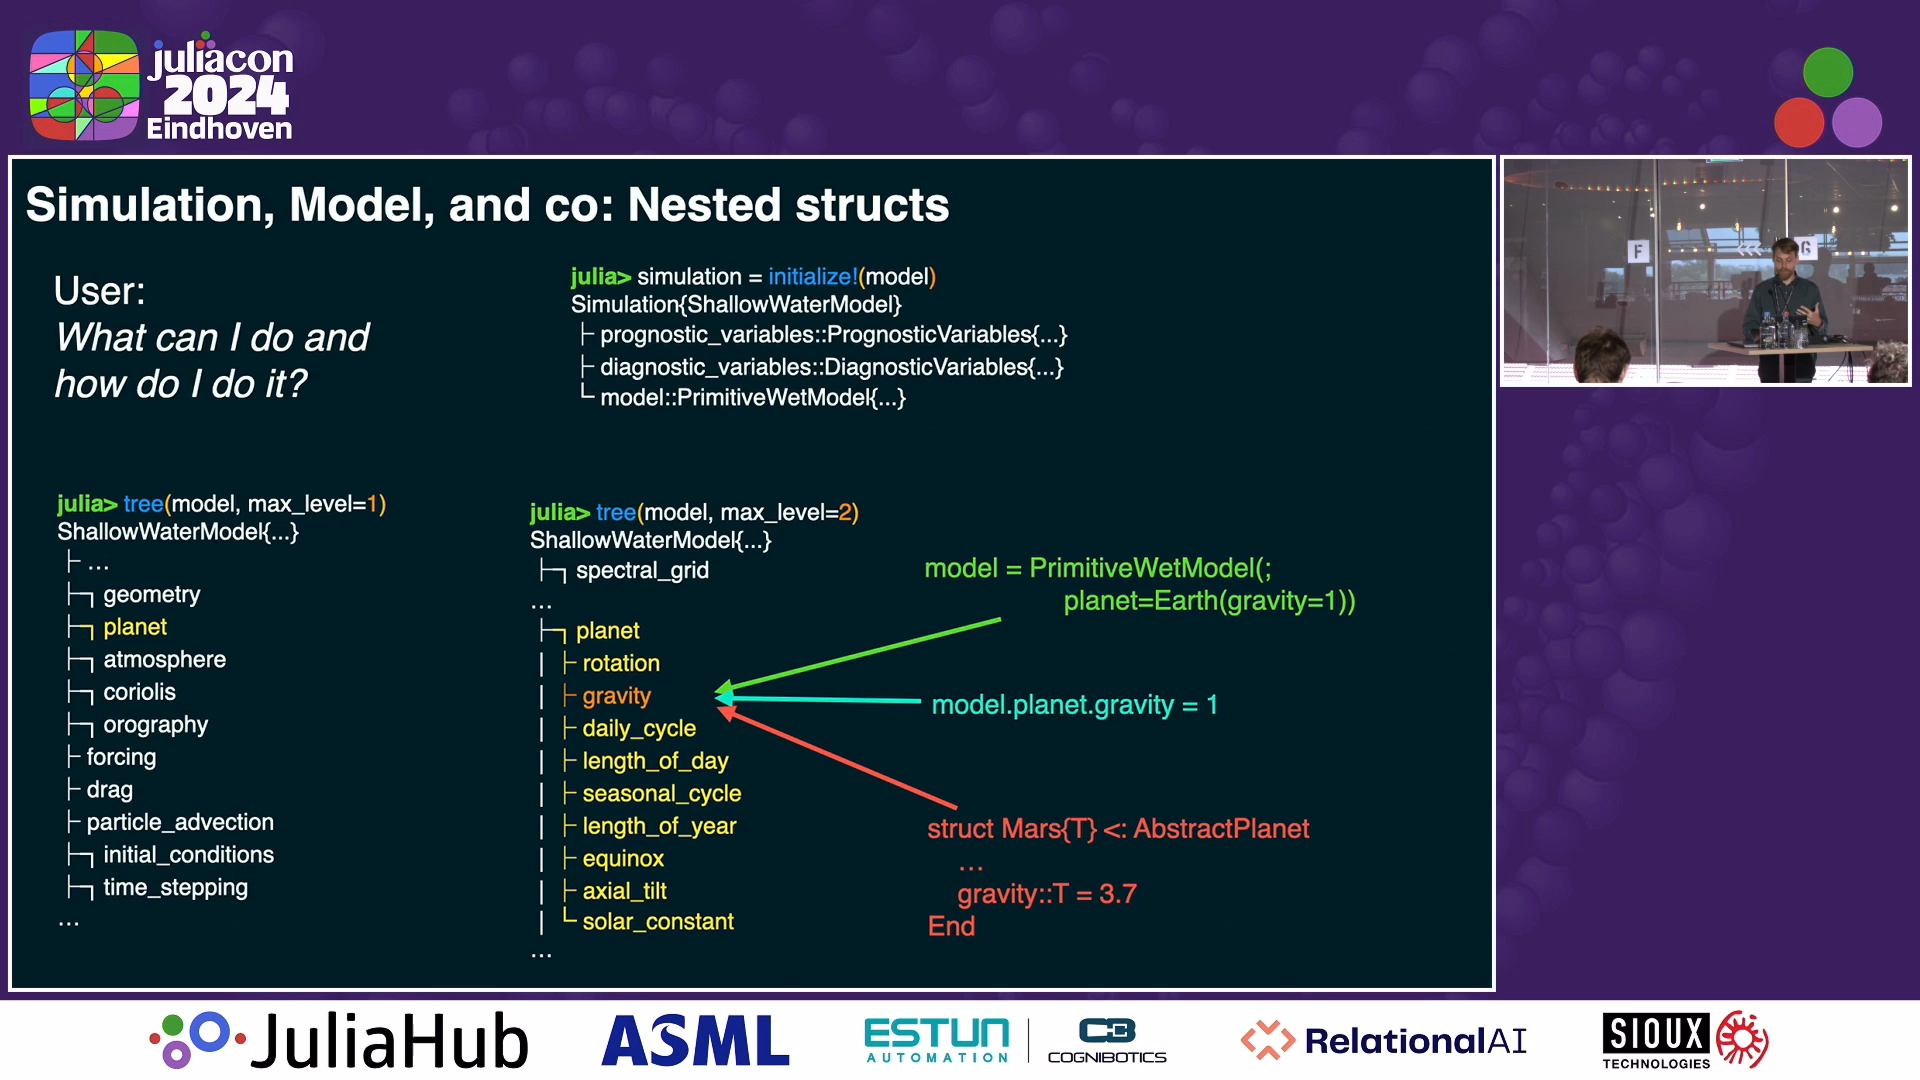 juliacon
2024
Eindhoven
Simulation, Model, and co: Nested structs
User:
What can I do and
how do I do it?
julia> simulation = initialize!(model)
Simulation{ShallowWaterModel}
├ prognostic_variables::PrognosticVariables{...}
├ diagnostic_variables::DiagnosticVariables{...}
└ model::PrimitiveWetModel{...}
julia> tree(model, max_level=1)
ShallowWaterModel{...}
├ ...
├┐ geometry
├┐ planet
├┐ atmosphere
├┐ coriolis
├┐ orography
├ forcing
├ drag
├ particle_advection
├┐ initial_conditions
├┐ time_stepping
...
julia> tree(model, max_level=2)
ShallowWaterModel{...}
├┐ spectral_grid
...
├┐ planet
| ├ rotation
| ├ gravity
| ├ daily_cycle
| ├ length_of_day
| ├ seasonal_cycle
| ├ length_of_year
| ├ equinox
| ├ axial_tilt
| └ solar_constant
...
model = PrimitiveWetModel(;
planet=Earth(gravity=1))
model.planet.gravity = 1
struct Mars{T} <: AbstractPlanet
...
gravity::T = 3.7
End
F
G
JuliaHub
ASML
ESTUN
AUTOMATION
COGNIBOTICS
RelationalAI
SIOUX
TECHNOLOGIES